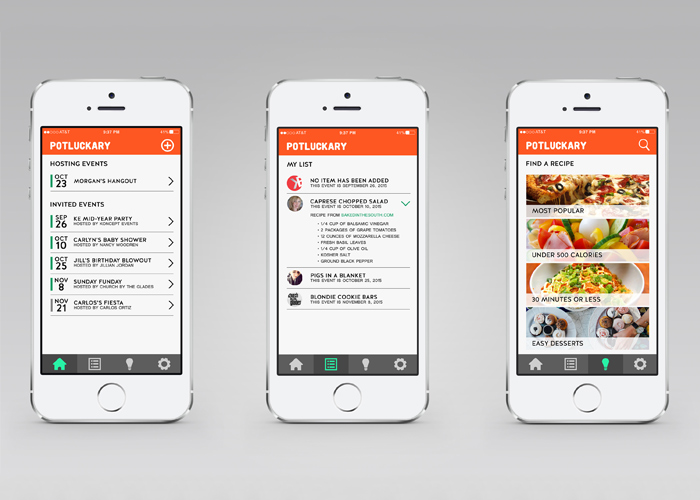 AT&T 9:37 PM 41%
POTLUCKARY
HOSTING EVENTS
OCT 23 MORGAN'S HANGOUT
INVITED EVENTS
SEP 26 KE MID-YEAR PARTY
HOSTED BY KONCEPT EVENTS
OCT 10 CARLYN'S BABY SHOWER
HOSTED BY NANCY WOODEN
OCT 25 JILL'S BIRTHDAY BLOWOUT
HOSTED BY JILLIAN JORDAN
NOV 8 SUNDAY FUNDAY
HOSTED BY CHURCH BY THE GLADES
NOV 21 CARLOS'S FIESTA
HOSTED BY CARLOS ORTIZ
AT&T 9:37 PM 41%
POTLUCKARY
MY LIST
NO ITEM HAS BEEN ADDED
THIS EVENT IS SEPTEMBER 26, 2015
CAPRESE CHOPPED SALAD
THIS EVENT IS OCTOBER 10, 2015
RECIPE FROM BAKEDINTHESOUTH.COM
• 1/4 CUP OF BALSAMIC VINEGAR
• 2 PACKAGES OF GRAPE TOMATOES
• 12 OUNCES OF MOZZARELLA CHEESE
• FRESH BASIL LEAVES
• 1/4 CUP OF OLIVE OIL
• KOSHER SALT
• GROUND BLACK PEPPER
PIGS IN A BLANKET
THIS EVENT IS OCTOBER 25, 2015
BLONDIE COOKIE BARS
THIS EVENT IS NOVEMBER 8, 2015
AT&T 9:37 PM 41%
POTLUCKARY
FIND A RECIPE
MOST POPULAR
UNDER 500 CALORIES
30 MINUTES OR LESS
EASY DESSERTS